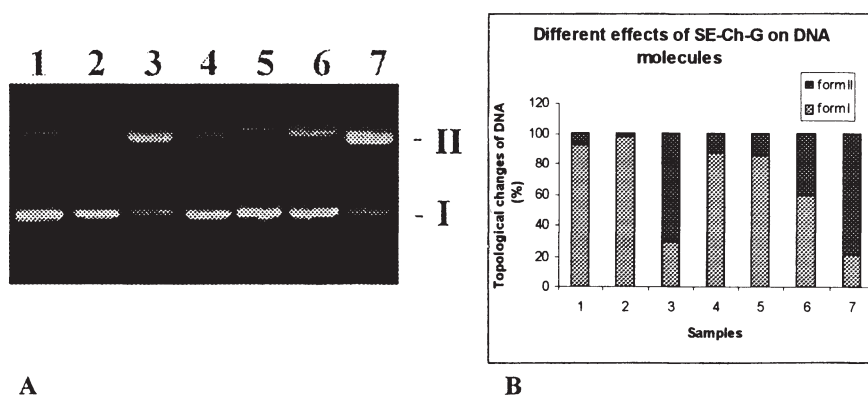 1 2 3 4 5 6 7
- II
- I
A
Different effects of SE-Ch-G on DNA
molecules
form II
form I
Topological changes of DNA
(%)
120
100
80
60
40
20
0
1 2 3 4 5 6 7
Samples
B